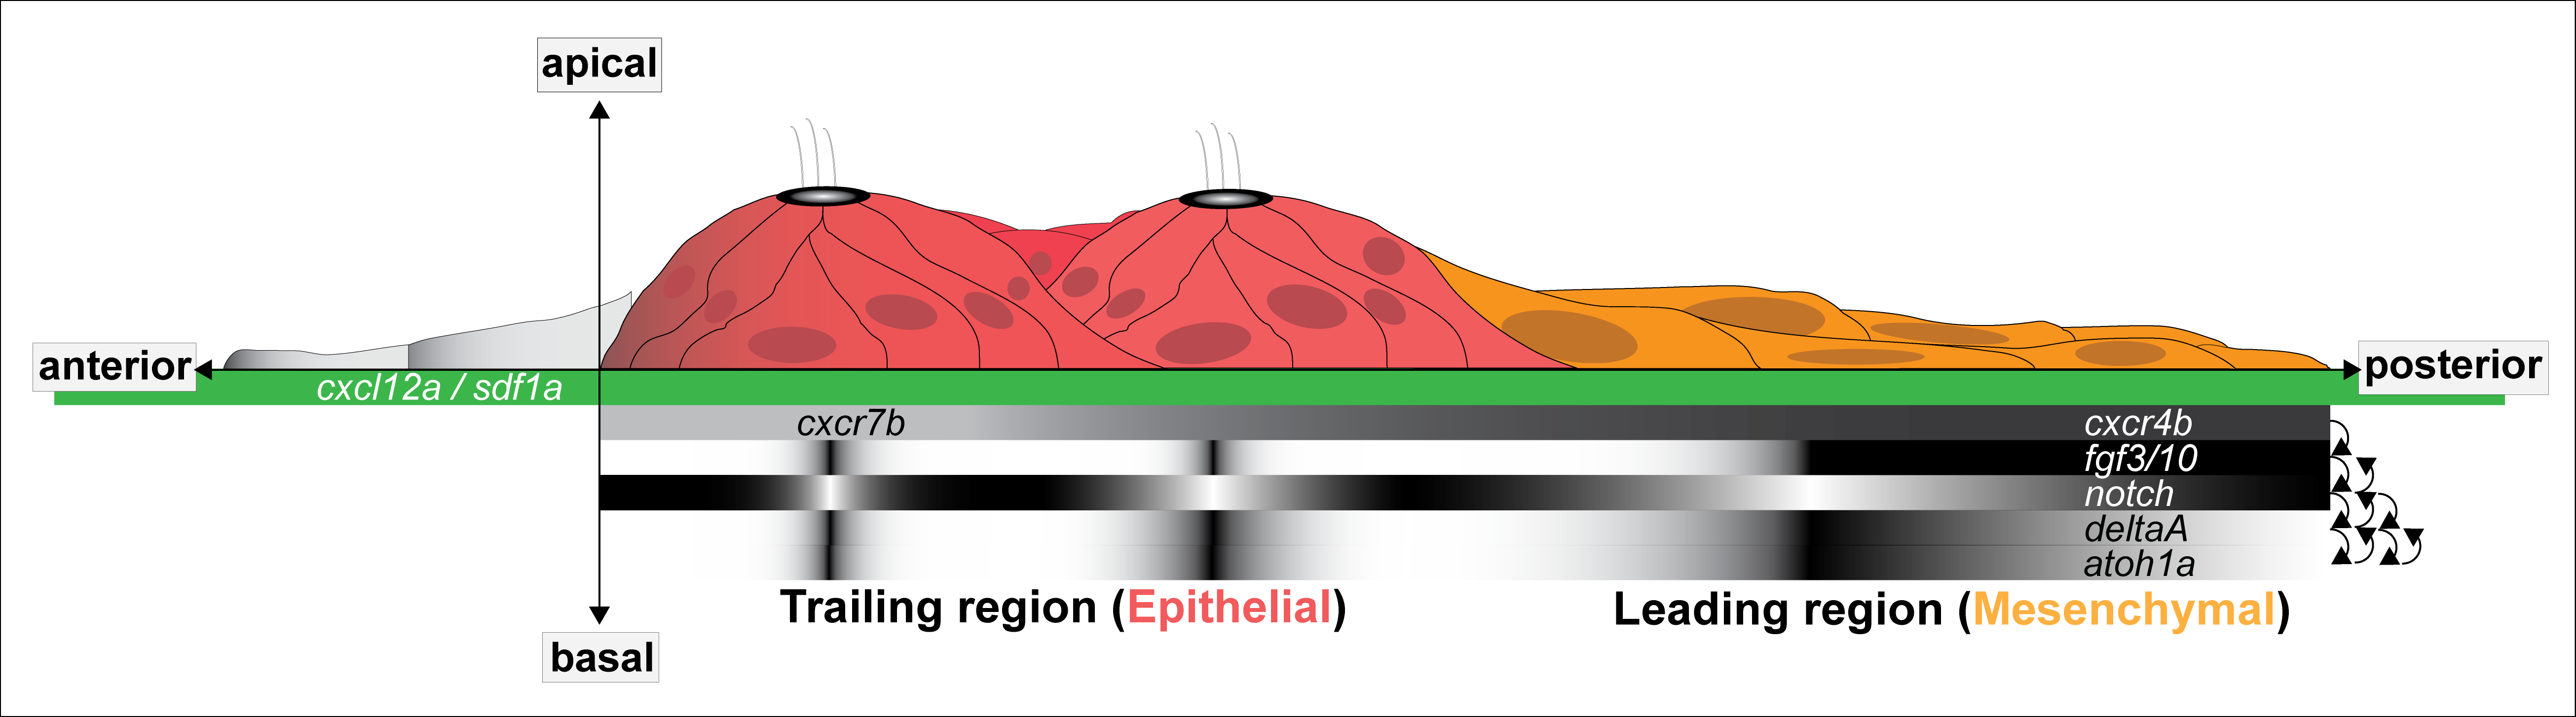 apical
anterior
posterior
cxcl12a / sdf1a
cxcr7b
cxcr4b
fgf3/10
notch
deltaA
atoh1a
Trailing region (Epithelial)
Leading region (Mesenchymal)
basal